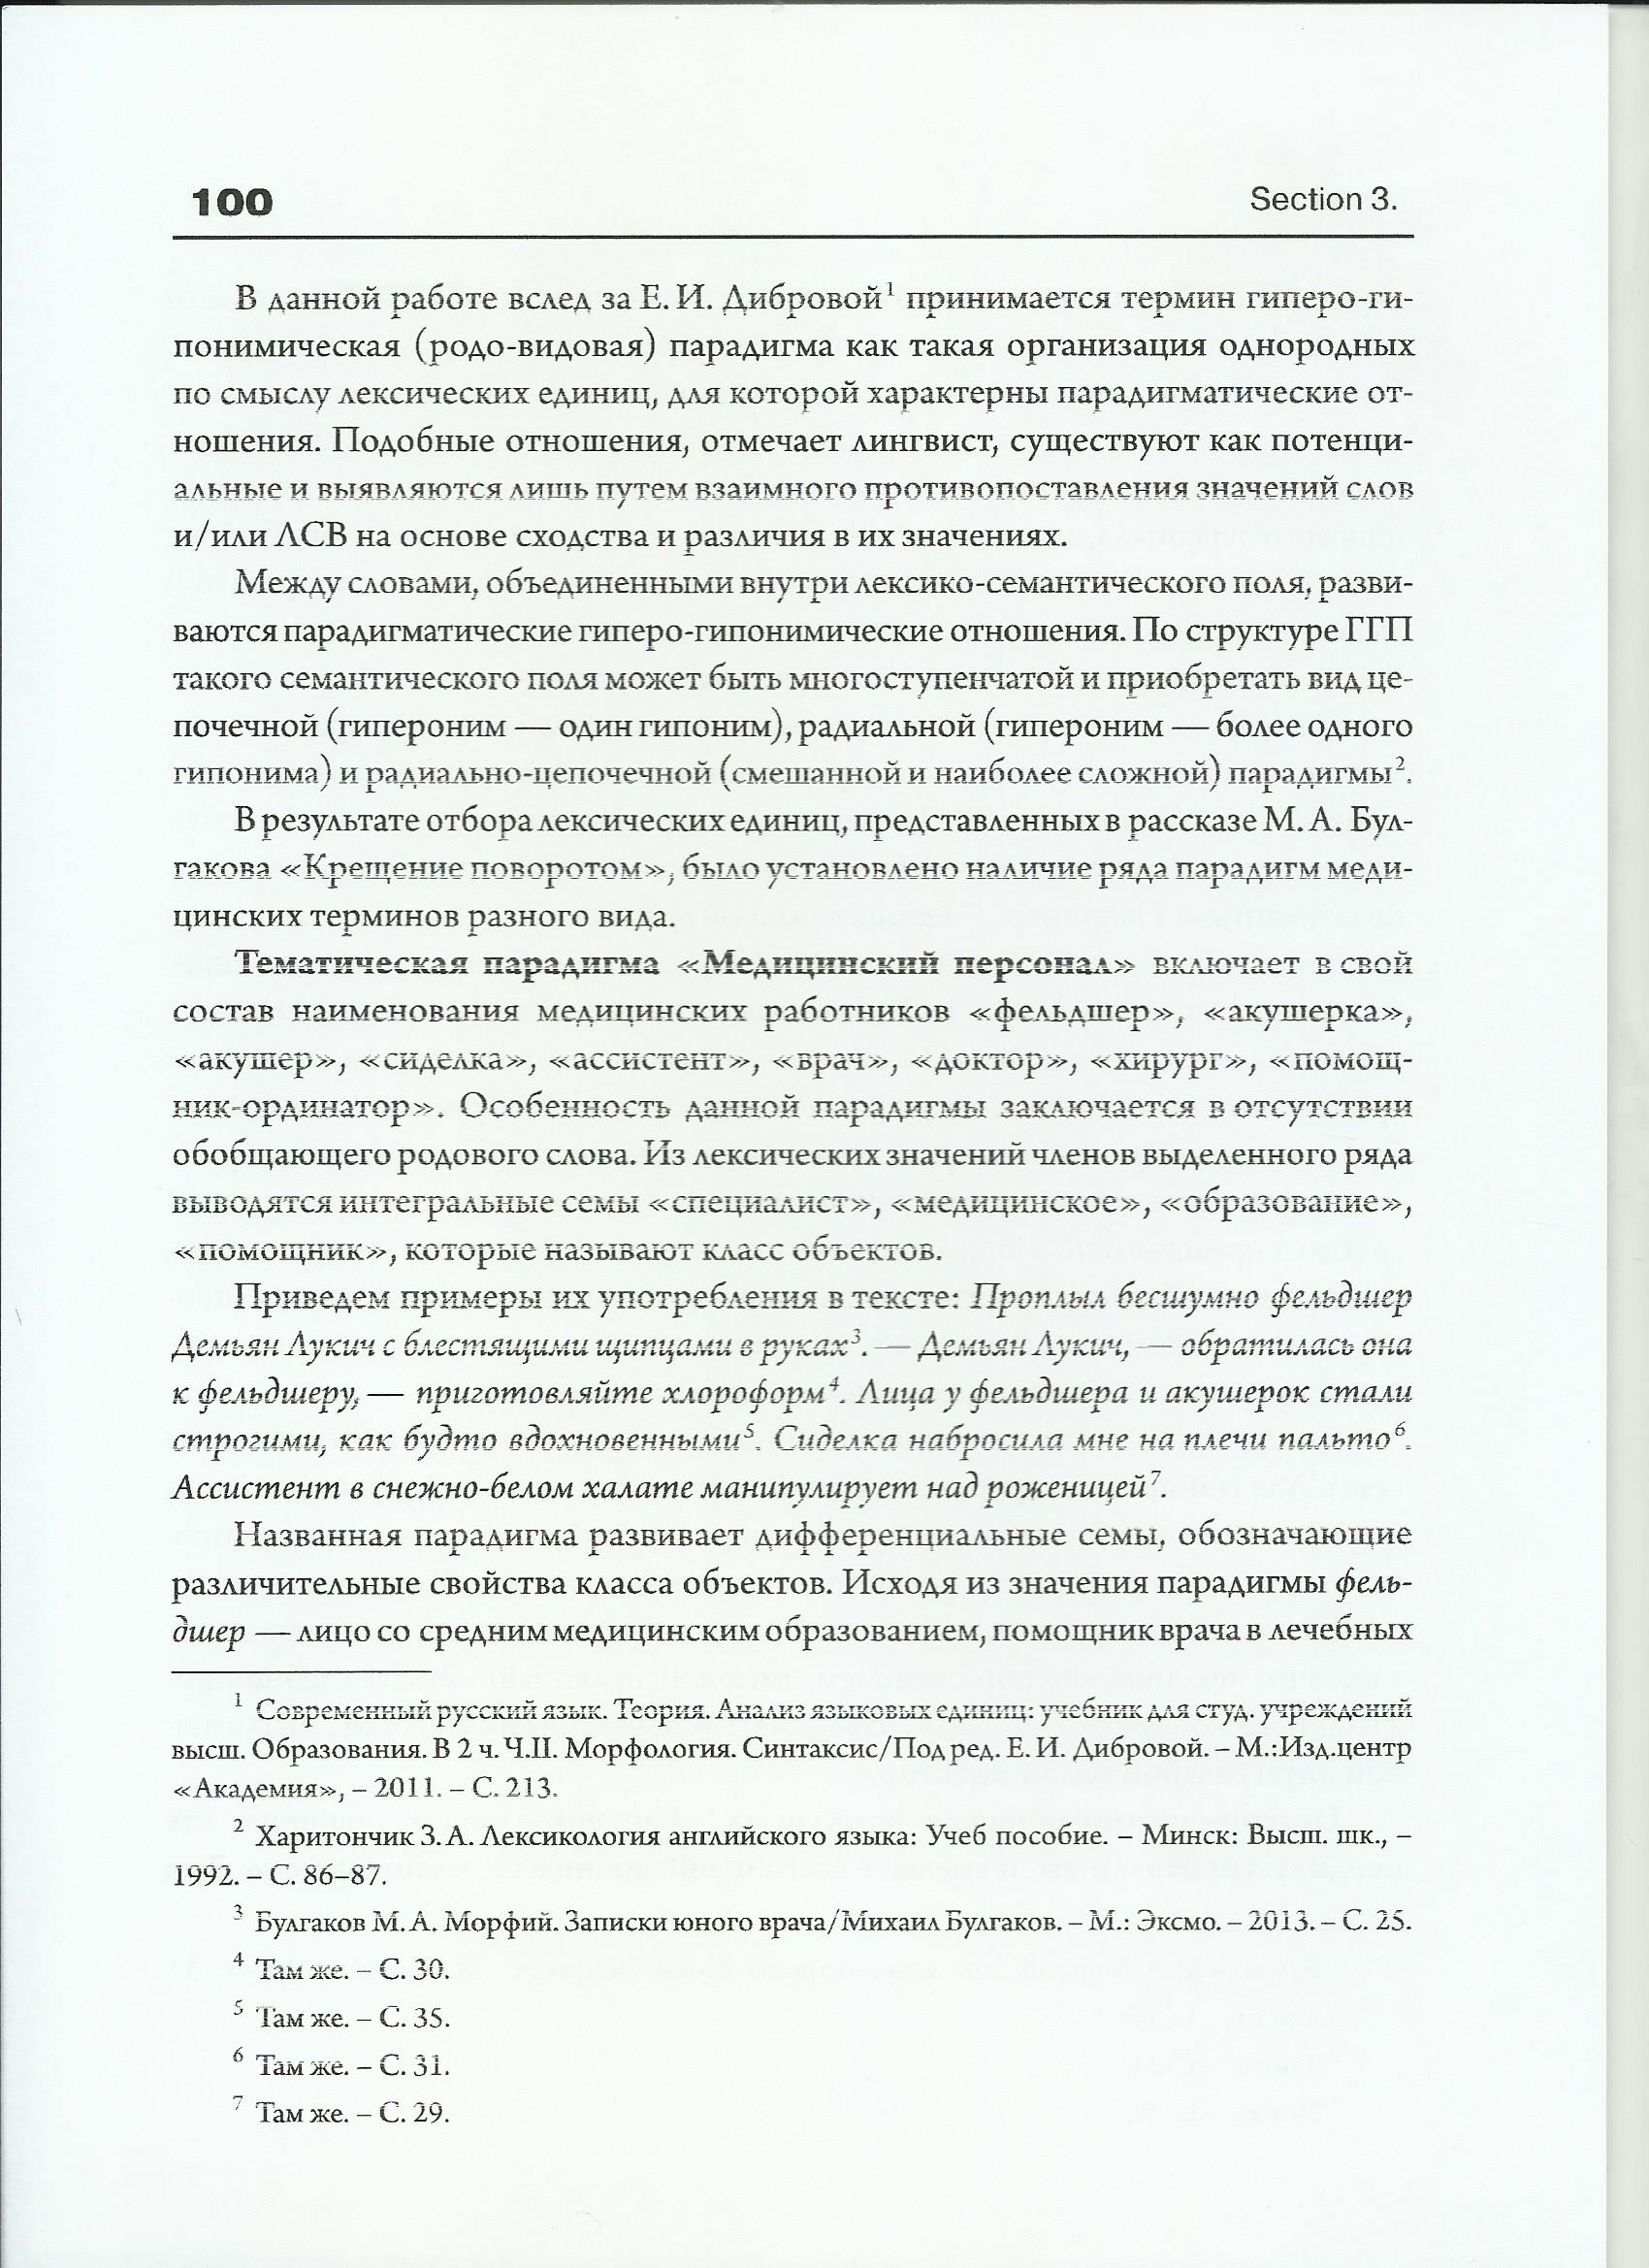 100
Section 3.
В данной работе вслед за Е. И. Дибровой¹ принимается термин гиперо-ги-
понимическая (родо-видовая) парадигма как такая организация однородных
по смыслу лексических единиц, для которой характерны парадигматические от-
ношения. Подобные отношения, отмечает лингвист, существуют как потенци-
альные и выявляются лишь путем взаимного противопоставления значений слов
и/или ЛСВ на основе сходства и различия в их значениях.
Между словами, объединенными внутри лексико-семантического поля, разви-
ваются парадигматические гиперо-гипонимические отношения. По структуре ГГП
такого семантического поля может быть многоступенчатой и приобретать вид це-
почечной (гипероним — один гипоним), радиальной (гипероним — более одного
гипонима) и радиально-цепочечной (смешанной и наиболее сложной) парадигмы².
В результате отбора лексических единиц, представленных в рассказе М. А. Бул-
гакова «Крещение поворотом», было установлено наличие ряда парадигм меди-
цинских терминов разного вида.
Тематическая парадигма «Медицинский персонал» включает в свой
состав наименования медицинских работников «фельдшер», «акушерка»,
«акушер», «сиделка», «ассистент», «врач», «доктор», «хирург», «помощ-
ник-ординатор». Особенность данной парадигмы заключается в отсутствии
обобщающего родового слова. Из лексических значений членов выделенного ряда
выводятся интегральные семы «специалист», «медицинское», «образование»,
«помощник», которые называют класс объектов.
Приведем примеры их употребления в тексте: Проплыл бесшумно фельдшер
Демьян Лукич с блестящими щипцами в руках³. — Демьян Лукич, — обратилась она
к фельдшеру, — приготовляйте хлороформ⁴. Лица у фельдшера и акушерок стали
строгими, как будто вдохновенными⁵. Сиделка набросила мне на плечи пальто⁶.
Ассистент в снежно-белом халате манипулирует над роженицей⁷.
Названная парадигма развивает дифференциальные семы, обозначающие
различительные свойства класса объектов. Исходя из значения парадигмы фель-
дшер — лицо со средним медицинским образованием, помощник врача в лечебных
¹ Современный русский язык. Теория. Анализ языковых единиц: учебник для студ. учреждений
высш. Образования. В 2 ч. Ч.II. Морфология. Синтаксис/Под ред. Е. И. Дибровой. – М.:Изд.центр
«Академия», – 2011. – С. 213.
² Харитончик З. А. Лексикология английского языка: Учеб пособие. – Минск: Высш. шк., –
1992. – С. 86–87.
³ Булгаков М. А. Морфий. Записки юного врача/Михаил Булгаков. – М.: Эксмо. – 2013. – С. 25.
⁴ Там же. – С. 30.
⁵ Там же. – С. 35.
⁶ Там же. – С. 31.
⁷ Там же. – С. 29.